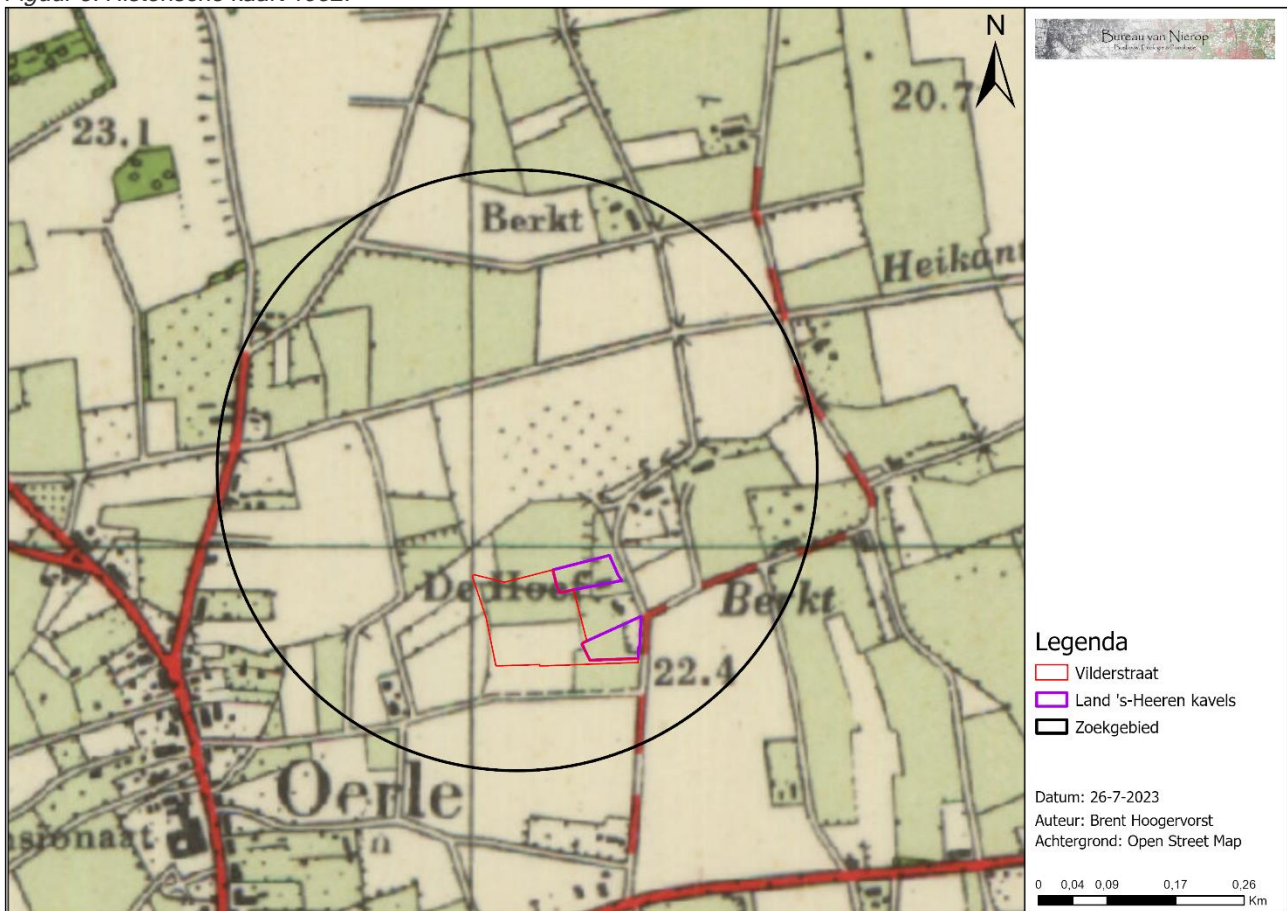 N
Bureau van Nierop
23.1
20.7
Berkt
Heikant
De Hoef
Berkt
22.4
Oerle
Legenda
Vilderstraat
Land 's-Heeren kavels
Zoekgebied
Datum: 26-7-2023
Auteur: Brent Hoogervorst
Achtergrond: Open Street Map
0 0,04 0,09 0,17 0,26
Km